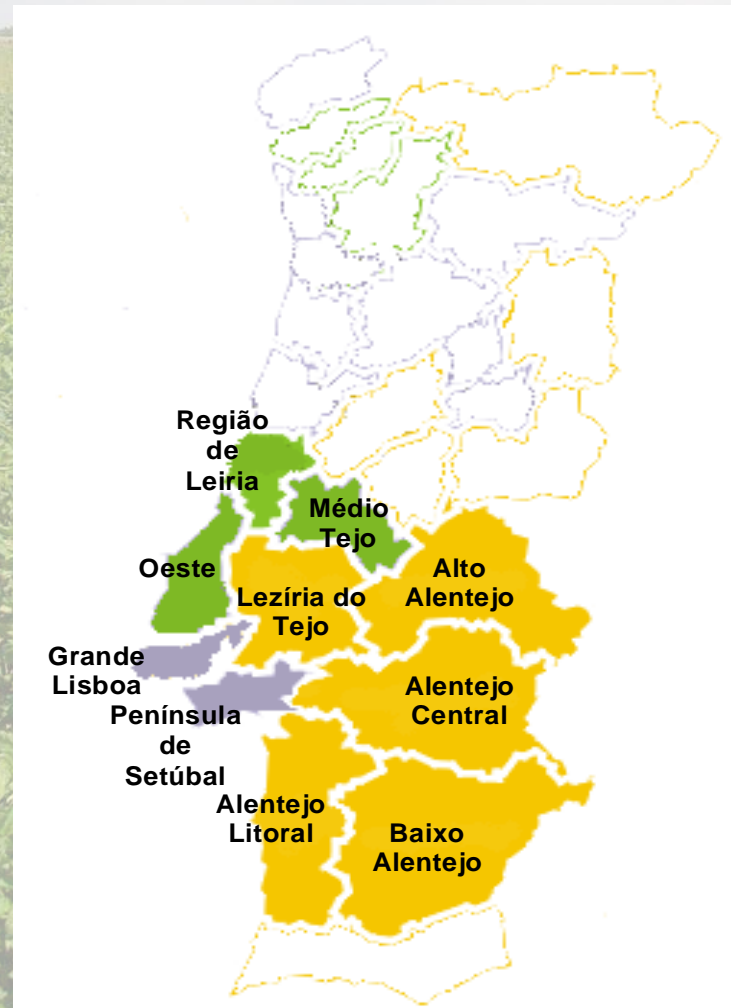 Região
de
Leiria
Médio
Tejo
Oeste
Lezíria do
Tejo
Alto
Alentejo
Grande
Lisboa
Península
de
Setúbal
Alentejo
Central
Alentejo
Litoral
Baixo
Alentejo